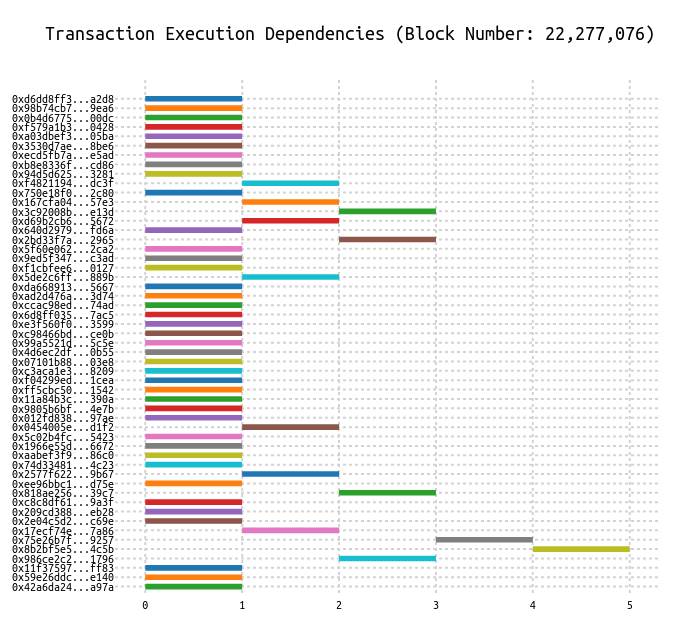 Transaction Execution Dependencies (Block Number: 22,277,076)
0xd6dd8ff3...a2d8
0x98b74cb7...9ea6
0x0b4d6775...00dc
0xf579a1b3...0428
0xa03dbef3...05ba
0x3530d7ae...8be6
0xecd5fb7a...e5ad
0xb8e8336f...cd86
0x94d5d625...3281
0xf4821194...dc3f
0x750e18f0...2c80
0x167cfa04...57e3
0x3c92008b...e13d
0xd69b2cb6...5672
0x640d2979...fd6a
0x2bd33f7a...2965
0x5f60e062...2ca2
0x9ed5f347...c3ad
0xf1cbfee6...0127
0x5de2c6ff...889b
0xda668913...5667
0xad2d476a...3d74
0xccac98ed...74ad
0x6d8ff035...7ac5
0xe3f560f0...3599
0xc98466bd...ce0b
0x99a5521d...5c5e
0x4d6ec2df...0b55
0x07101b88...03e8
0xc3aca1e3...8209
0xf04299ed...1cea
0xff5cbc50...1542
0x11a84b3c...390a
0x9805b6bf...4e7b
0x012fd838...97ae
0x0454005e...d1f2
0x5c02b4fc...5423
0x1966e55d...6672
0xaabef3f9...86c0
0x74d33481...4c23
0x2577f622...9b67
0xee96bbc1...d75e
0x818ae256...39c7
0xc8c8df61...9a3f
0x209cd388...eb28
0x2e04c5d2...c69e
0x17ecf74e...7a86
0x75e26b7f...9257
0x8b2bf5e5...4c5b
0x986ce2c2...1796
0x11f37597...ff83
0x59e26ddc...e140
0x42a6da24...a97a
0 1 2 3 4 5